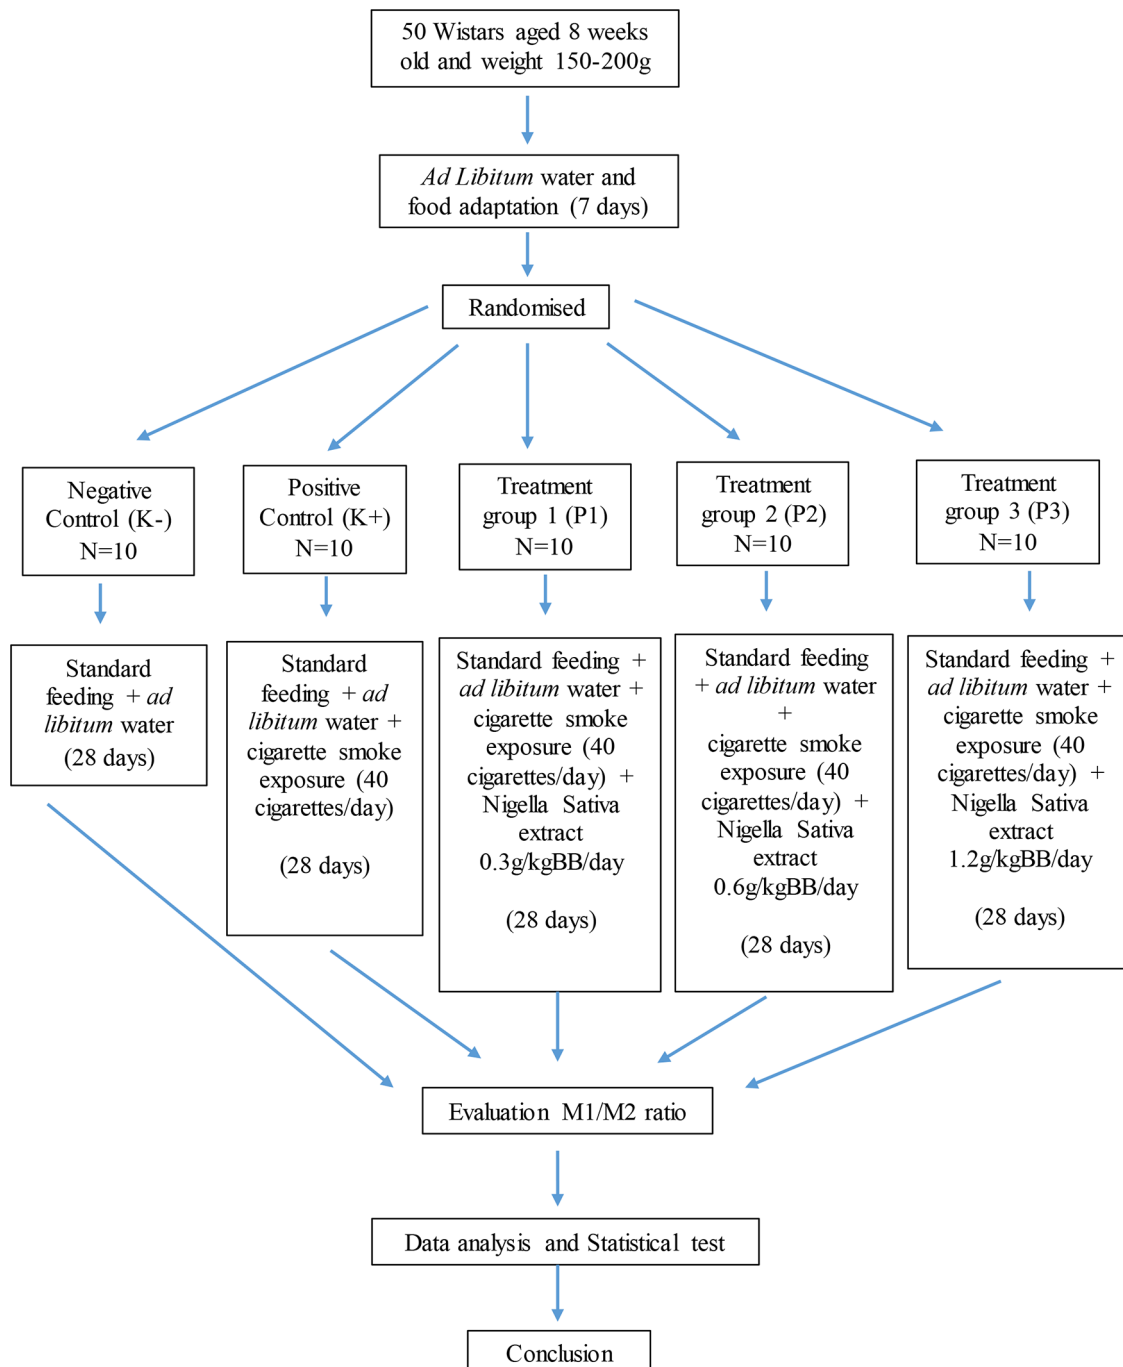 50 Wistars aged 8 weeks
old and weight 150-200g
Ad Libitum water and
food adaptation (7 days)
Randomised
Negative
Control (K-)
N=10
Positive
Control (K+)
N=10
Treatment
group 1 (P1)
N=10
Treatment
group 2 (P2)
N=10
Treatment
group 3 (P3)
N=10
Standard
feeding + ad
libitum water
(28 days)
Standard
feeding + ad
libitum water +
cigarette smoke
exposure (40
cigarettes/day)
(28 days)
Standard feeding +
ad libitum water +
cigarette smoke
exposure (40
cigarettes/day) +
Nigella Sativa
extract
0.3g/kgBB/day
(28 days)
Standard feeding
+ ad libitum water
+
cigarette smoke
exposure (40
cigarettes/day) +
Nigella Sativa
extract
0.6g/kgBB/day
(28 days)
Standard feeding +
ad libitum water +
cigarette smoke
exposure (40
cigarettes/day) +
Nigella Sativa
extract
1.2g/kgBB/day
(28 days)
Evaluation M1/M2 ratio
Data analysis and Statistical test
Conclusion